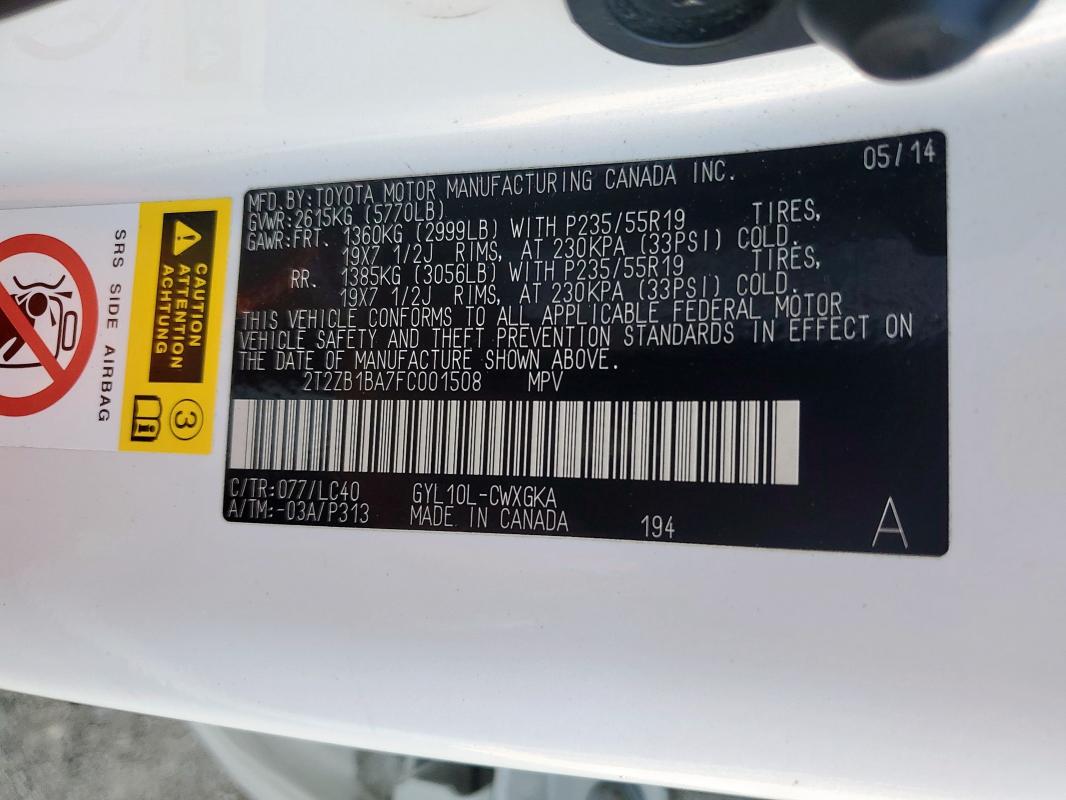 05/14
MFD.BY:TOYOTA MOTOR MANUFACTURING CANADA INC.
GVWR:2615KG (5770LB)
GAWR:FRT. 1360KG (2999LB) WITH P235/55R19 TIRES,
19X7 1/2J RIMS, AT 230KPA (33PSI) COLD.
RR. 1385KG (3056LB) WITH P235/55R19 TIRES,
19X7 1/2J RIMS, AT 230KPA (33PSI) COLD.
THIS VEHICLE CONFORMS TO ALL APPLICABLE FEDERAL MOTOR
VEHICLE SAFETY AND THEFT PREVENTION STANDARDS IN EFFECT ON
THE DATE OF MANUFACTURE SHOWN ABOVE.
2T2ZB1BA7FC001508 MPV
C/TR:077/LC40 GYL10L-CWXGKA
A/TM:-03A/P313 MADE IN CANADA 194 A
CAUTION
ATTENTION
ACHTUNG
3
SRS SIDE AIRBAG